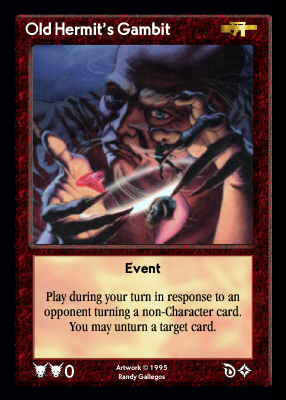 Old Hermit's Gambit
Event
Play during your turn in response to an
opponent turning a non-Character card.
You may unturn a target card.
0
Artwork © 1995
Randy Gallegos